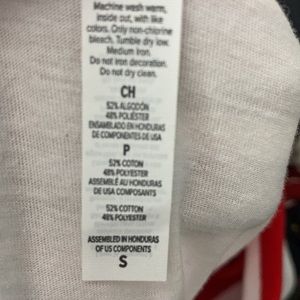 Machine wash warm,
inside out, with like
colors. Only non-chlorine
bleach. Tumble dry low.
Medium Iron.
Do not iron decoration.
Do not dry clean.
CH
52% ALGODÓN
48% POLIÉSTER
ENSAMBLADO EN HONDURAS
DE COMPONENTES DE USA
P
52% COTON
48% POLYESTER
ASSEMBLÉ AU HONDURAS
DE USA COMPOSANTS
52% COTTON
48% POLYESTER
ASSEMBLED IN HONDURAS
OF US COMPONENTS
S